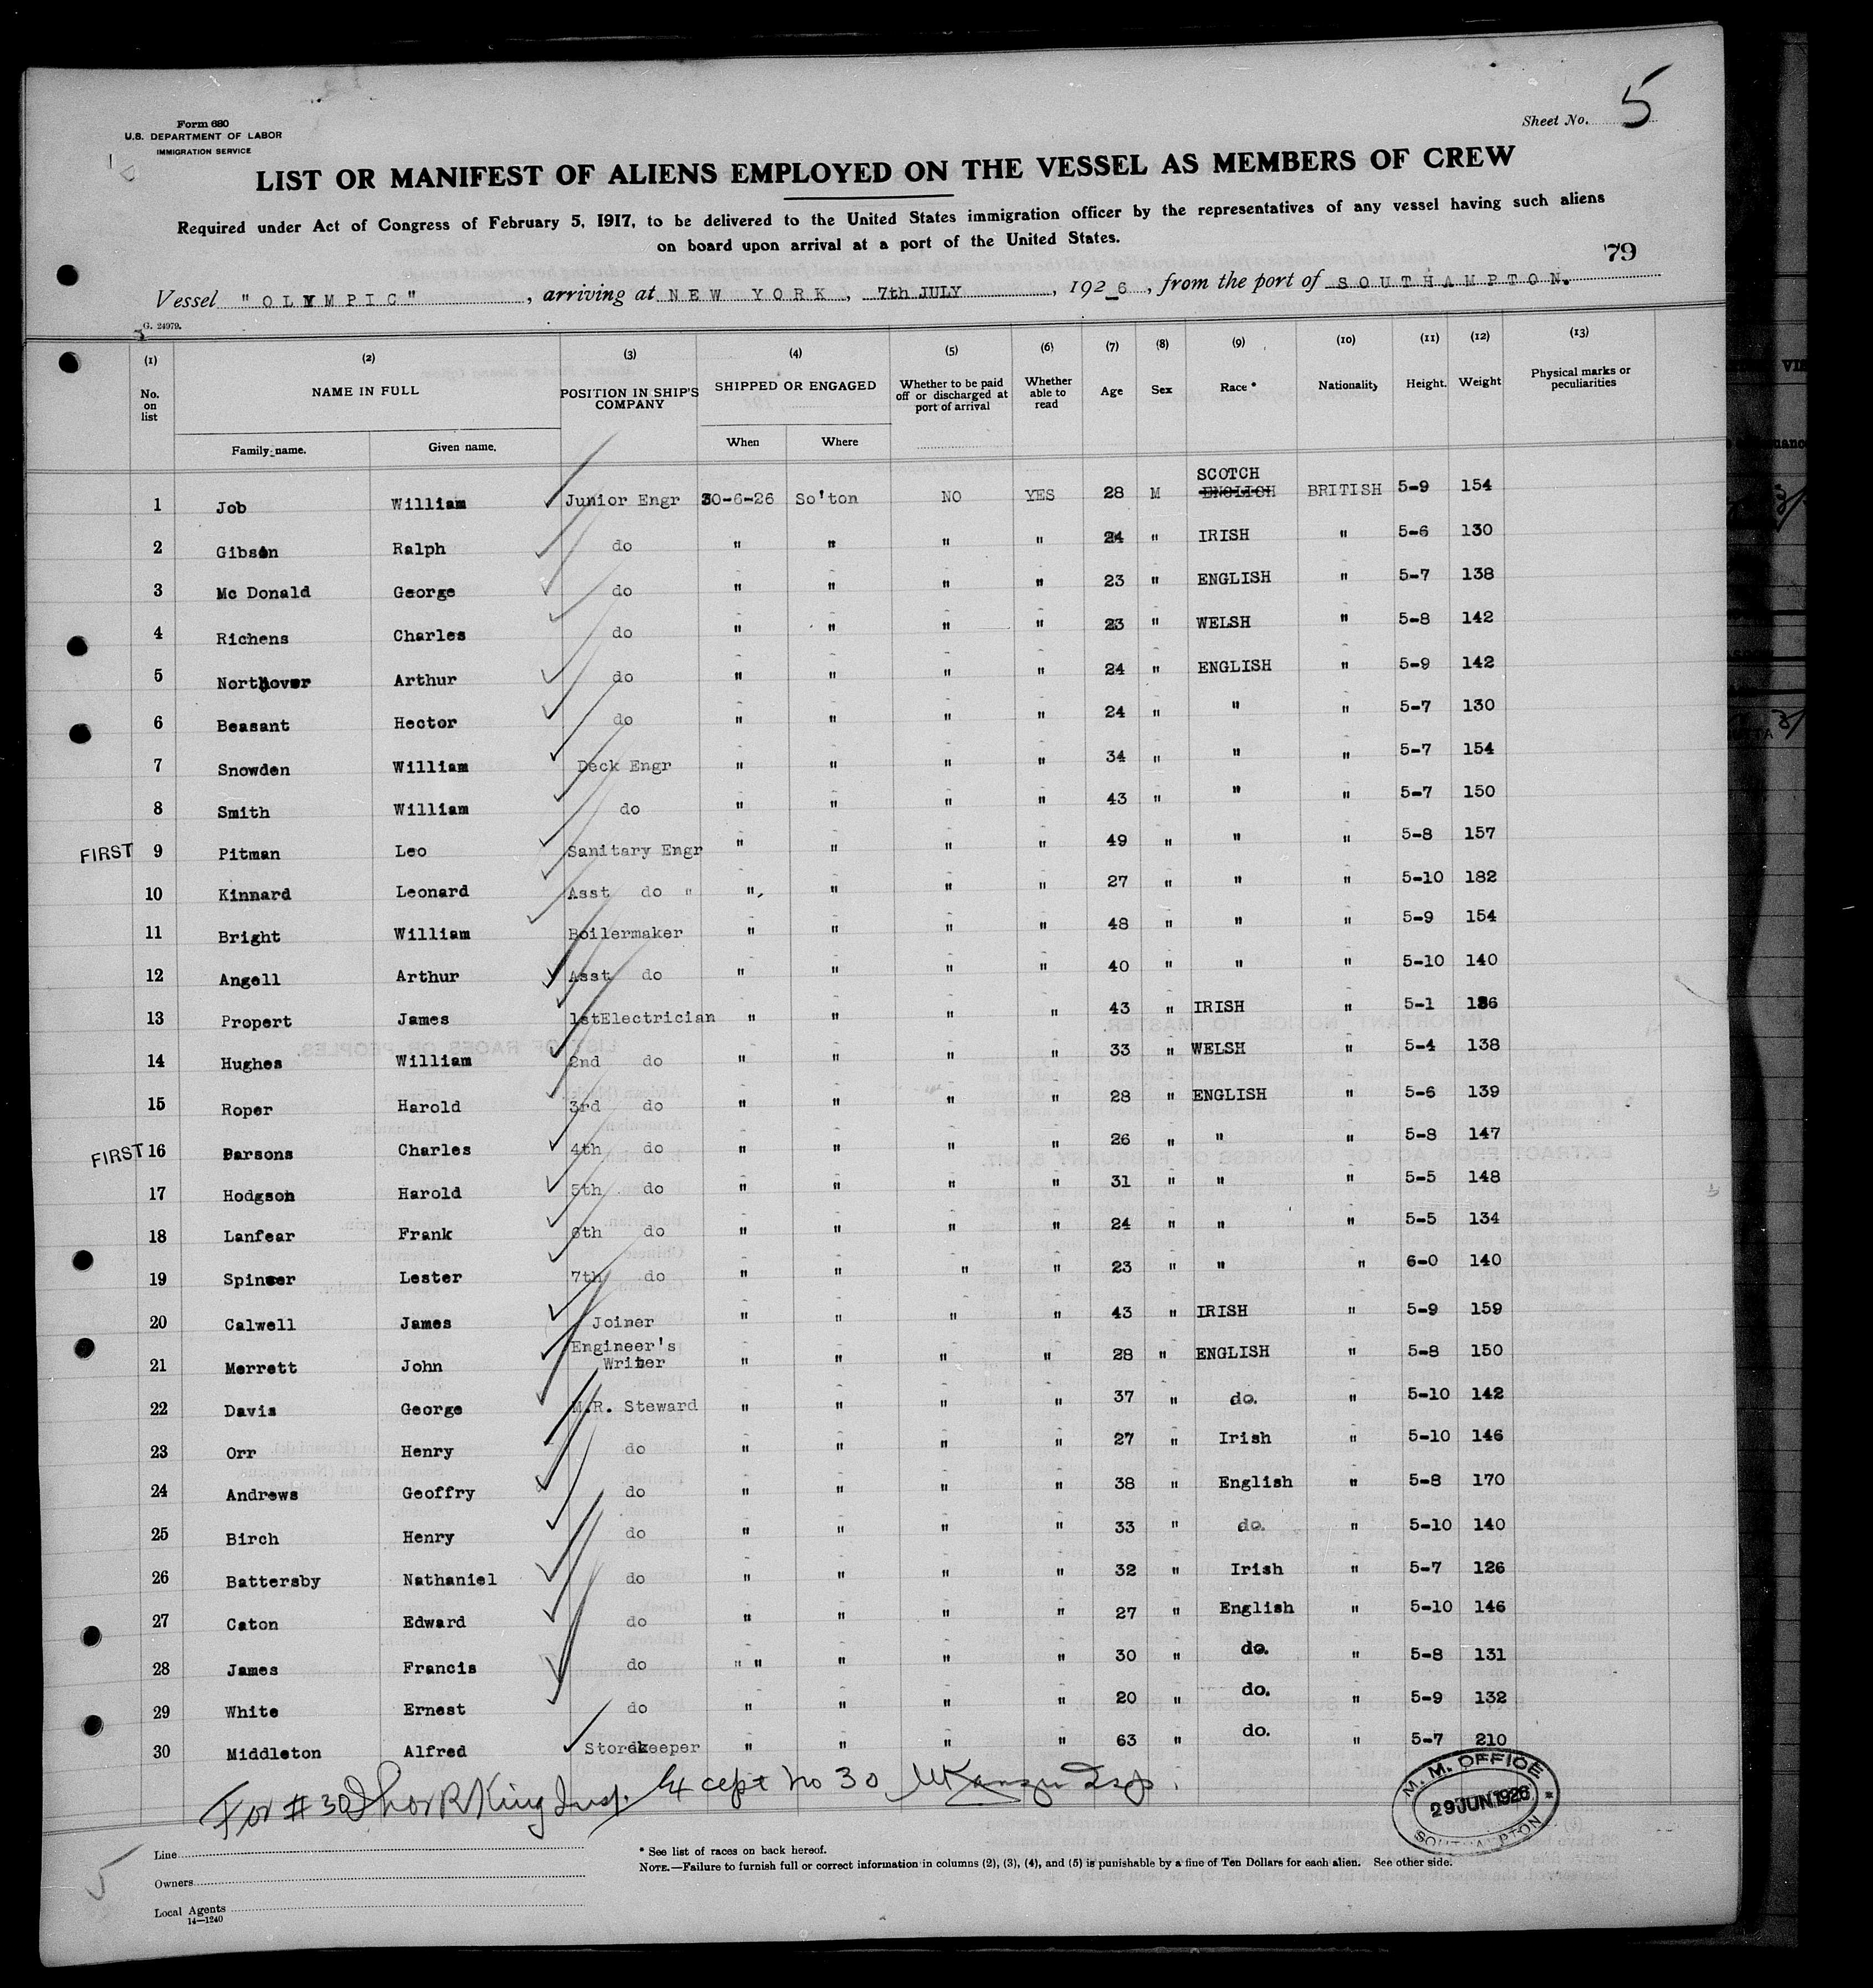 Form 680
U.S. DEPARTMENT OF LABOR
IMMIGRATION SERVICE
Sheet No. 5
LIST OR MANIFEST OF ALIENS EMPLOYED ON THE VESSEL AS MEMBERS OF CREW
Required under Act of Congress of February 5, 1917, to be delivered to the United States immigration officer by the representatives of any vessel having such aliens
on board upon arrival at a port of the United States.
79
Vessel "OLYMPIC", arriving at NEW YORK, 7th JULY, 1926, from the port of SOUTHAMPTON.
G. 24979.
(1) (2) (3) (4) (5) (6) (7) (8) (9) (10) (11) (12) (13)
No. on list NAME IN FULL POSITION IN SHIP'S COMPANY SHIPPED OR ENGAGED Whether to be paid off or discharged at port of arrival Whether able to read Age Sex Race * Nationality Height. Weight Physical marks or peculiarities
Family name. Given name. When Where
1 Job William Junior Engr 30-6-26 So'ton NO YES 28 M SCOTCH ENGLISH BRITISH 5-9 154
2 Gibson Ralph do " " " " 24 " IRISH " 5-6 130
3 Mc Donald George do " " " " 23 " ENGLISH " 5-7 138
4 Richens Charles do " " " " 23 " WELSH " 5-8 142
5 Northover Arthur do " " " " 24 " ENGLISH " 5-9 142
6 Beasant Hector do " " " " 24 " " " 5-7 130
7 Snowden William Deck Engr " " " " 34 " " " 5-7 154
8 Smith William do " " " " 43 " " " 5-7 150
FIRST 9 Pitman Leo Sanitary Engr " " " " 49 " " " 5-8 157
10 Kinnard Leonard Asst do " " " " " 27 " " " 5-10 182
11 Bright William Boilermaker " " " " 48 " " " 5-9 154
12 Angell Arthur Asst do " " " " 40 " " " 5-10 140
13 Propert James 1stElectrician " " " " 43 " IRISH " 5-1 136
14 Hughes William 2nd do " " " " 33 " WELSH " 5-4 138
15 Roper Harold 3rd do " " " " 28 " ENGLISH " 5-6 139
FIRST 16 Parsons Charles 4th do " " " " 26 " " " 5-8 147
17 Hodgson Harold 5th do " " " " 31 " " " 5-5 148
18 Lanfear Frank 6th do " " " " 24 " " " 5-5 134
19 Spinser Lester 7th do " " " " 23 " " " 6-0 140
20 Calwell James Joiner " " " " 43 " IRISH " 5-9 159
21 Merrett John Engineer's Writer " " " " 28 " ENGLISH " 5-8 150
22 Davis George M.R. Steward " " " " 37 " do. " 5-10 142
23 Orr Henry do " " " " 27 " Irish " 5-10 146
24 Andrews Geoffry do " " " " 38 " English " 5-8 170
25 Birch Henry do " " " " 33 " do. " 5-10 140
26 Battersby Nathaniel do " " " " 32 " Irish " 5-7 126
27 Caton Edward do " " " " 27 " English " 5-10 146
28 James Francis do " " " " " 30 " do. " 5-8 131
29 White Ernest do " " " " 20 " do. " 5-9 132
30 Middleton Alfred Storekeeper " " " " 63 " do. " 5-7 210
For # 30 R King Insp. Except No 30 Insp.
M. M. OFFICE
29 JUN 1926
SOUTHAMPTON
5
Line
Owners
Local Agents
14—1240
* See list of races on back hereof.
NOTE.—Failure to furnish full or correct information in columns (2), (3), (4), and (5) is punishable by a fine of Ten Dollars for each alien. See other side.